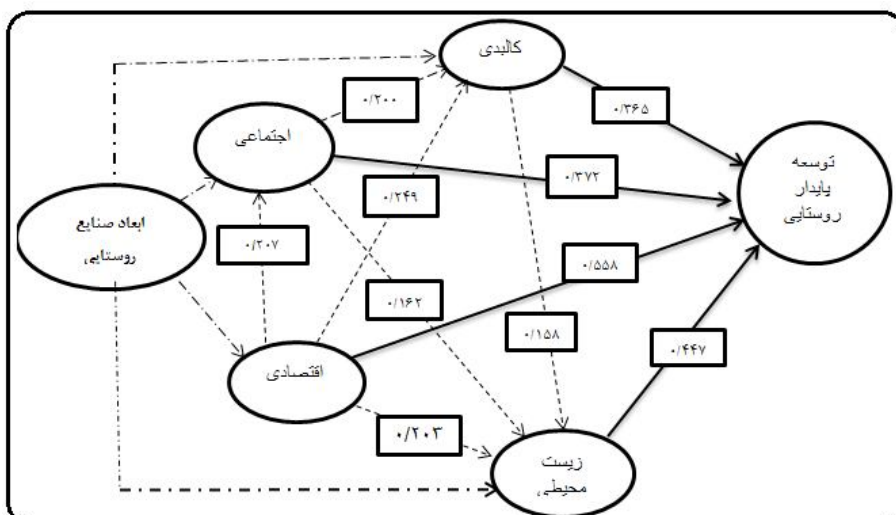 کالبدی
۰/۲۰۰
۰/۳۶۵
اجتماعی
توسعه
پایدار
روستایی
۰/۳۷۲
۰/۲۴۹
ابعاد صنایع
روستایی
۰/۲۰۷
۰/۵۵۸
۰/۱۶۲
۰/۱۵۸
۰/۴۴۷
اقتصادی
۰/۲۰۳
زیست
محیطی